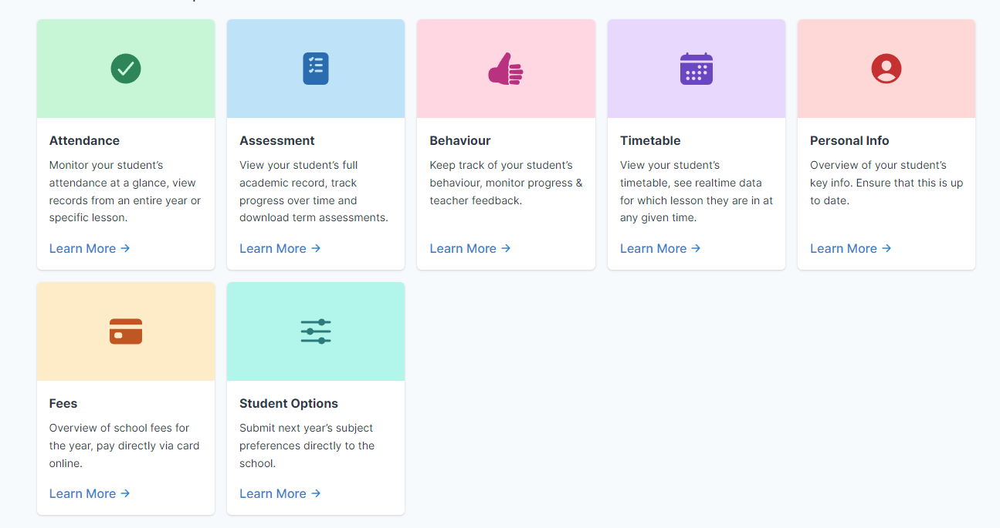 Attendance
Monitor your student’s
attendance at a glance, view
records from an entire year or
specific lesson.
Learn More →
Assessment
View your student’s full
academic record, track
progress over time and
download term assessments.
Learn More →
Behaviour
Keep track of your student’s
behaviour, monitor progress &
teacher feedback.
Learn More →
Timetable
View your student’s
timetable, see realtime data
for which lesson they are in at
any given time.
Learn More →
Personal Info
Overview of your student’s
key info. Ensure that this is up
to date.
Learn More →
Fees
Overview of school fees for
the year, pay directly via card
online.
Learn More →
Student Options
Submit next year’s subject
preferences directly to the
school.
Learn More →